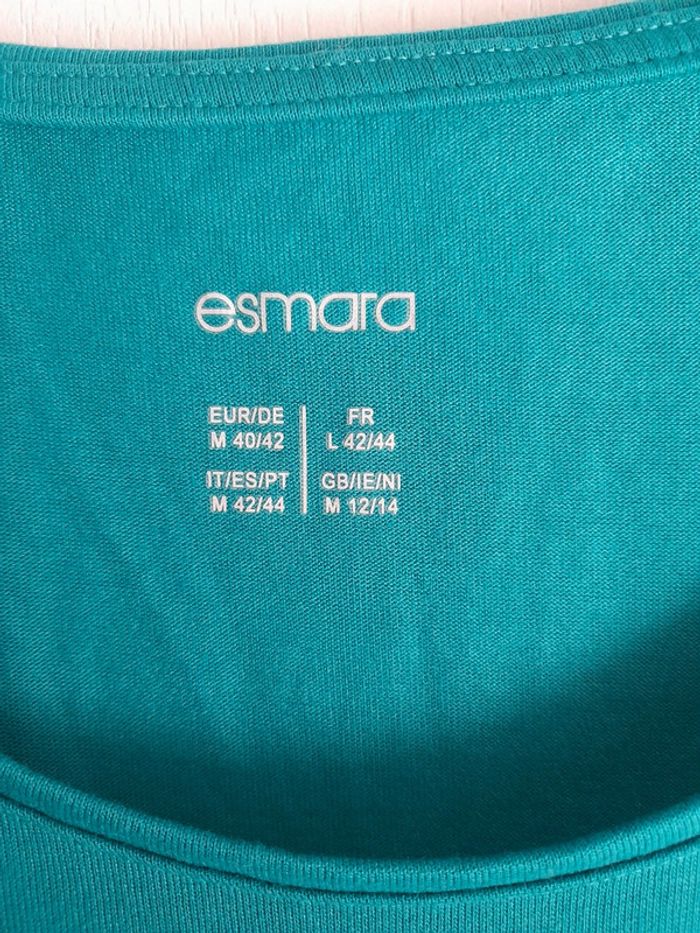 esmara
EUR/DE
M 40/42
FR
L 42/44
IT/ES/PT
M 42/44
GB/IE/NI
M 12/14